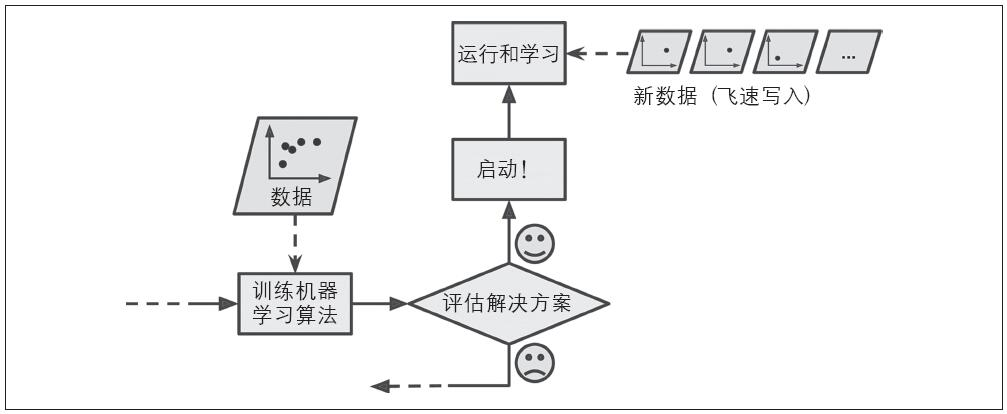 运行和学习
...
新数据（飞速写入）
启动！
数据
训练机器
学习算法
评估解决方案